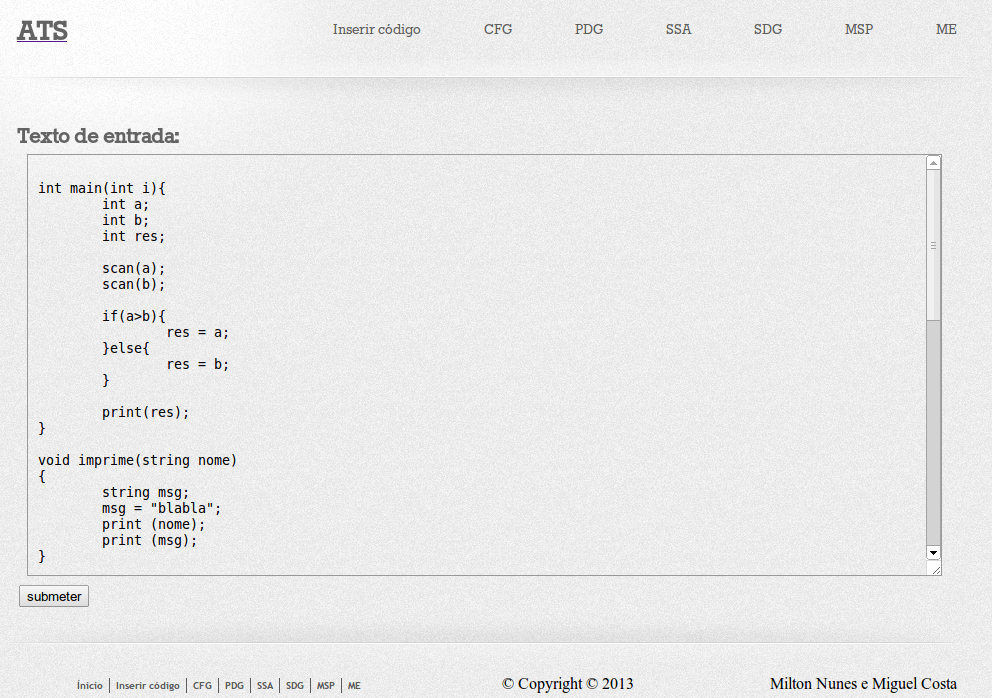 ATS
Inserir código CFG PDG SSA SDG MSP ME
Texto de entrada:
int main(int i){
int a;
int b;
int res;
scan(a);
scan(b);
if(a>b){
res = a;
}else{
res = b;
}
print(res);
}
void imprime(string nome)
{
string msg;
msg = "blabla";
print (nome);
print (msg);
}
submeter
Ínicio | Inserir código | CFG | PDG | SSA | SDG | MSP | ME
© Copyright © 2013
Milton Nunes e Miguel Costa